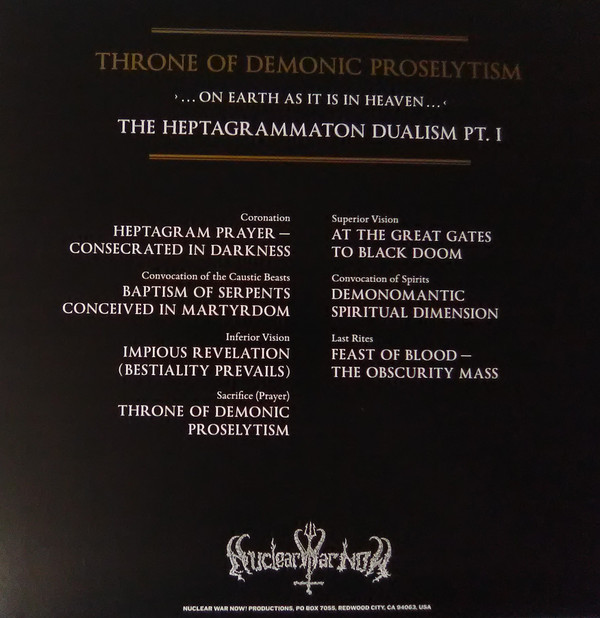 THRONE OF DEMONIC PROSELYTISM
›...ON EARTH AS IT IS IN HEAVEN...‹
THE HEPTAGRAMMATON DUALISM PT. I
Coronation
HEPTAGRAM PRAYER –
CONSECRATED IN DARKNESS
Convocation of the Caustic Beasts
BAPTISM OF SERPENTS
CONCEIVED IN MARTYRDOM
Inferior Vision
IMPIOUS REVELATION
(BESTIALITY PREVAILS)
Sacrifice (Prayer)
THRONE OF DEMONIC
PROSELYTISM
Superior Vision
AT THE GREAT GATES
TO BLACK DOOM
Convocation of Spirits
DEMONOMANTIC
SPIRITUAL DIMENSION
Last Rites
FEAST OF BLOOD –
THE OBSCURITY MASS
NuclearWarNoW
NUCLEAR WAR NOW! PRODUCTIONS, PO BOX 7055, REDWOOD CITY, CA 94063, USA